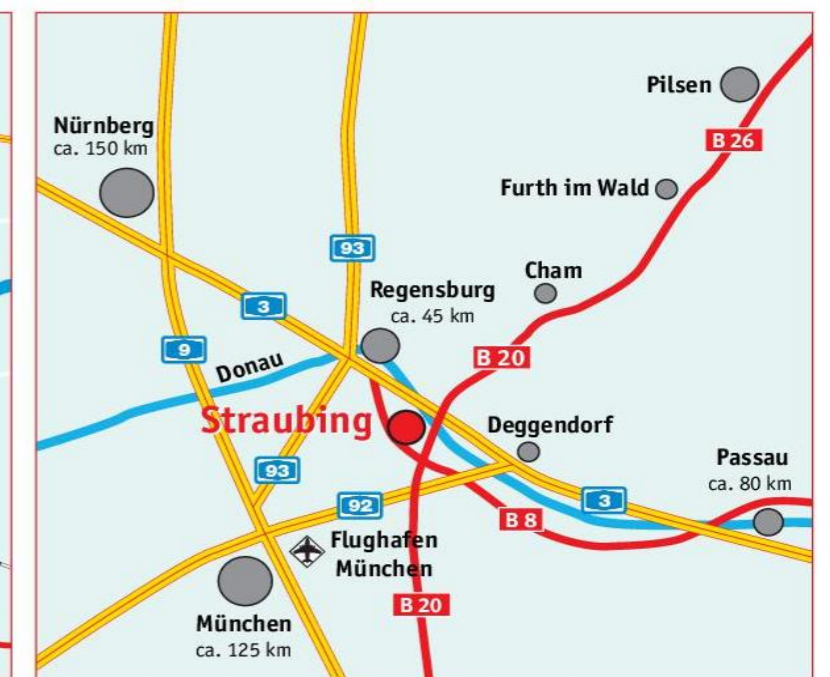 Pilsen
Nürnberg
ca. 150 km
B 26
Furth im Wald
93
Cham
Regensburg
3
ca. 45 km
9
Donau
B 20
Straubing
Deggendorf
Passau
93
ca. 80 km
92
3
B 8
Flughafen
München
B 20
München
ca. 125 km